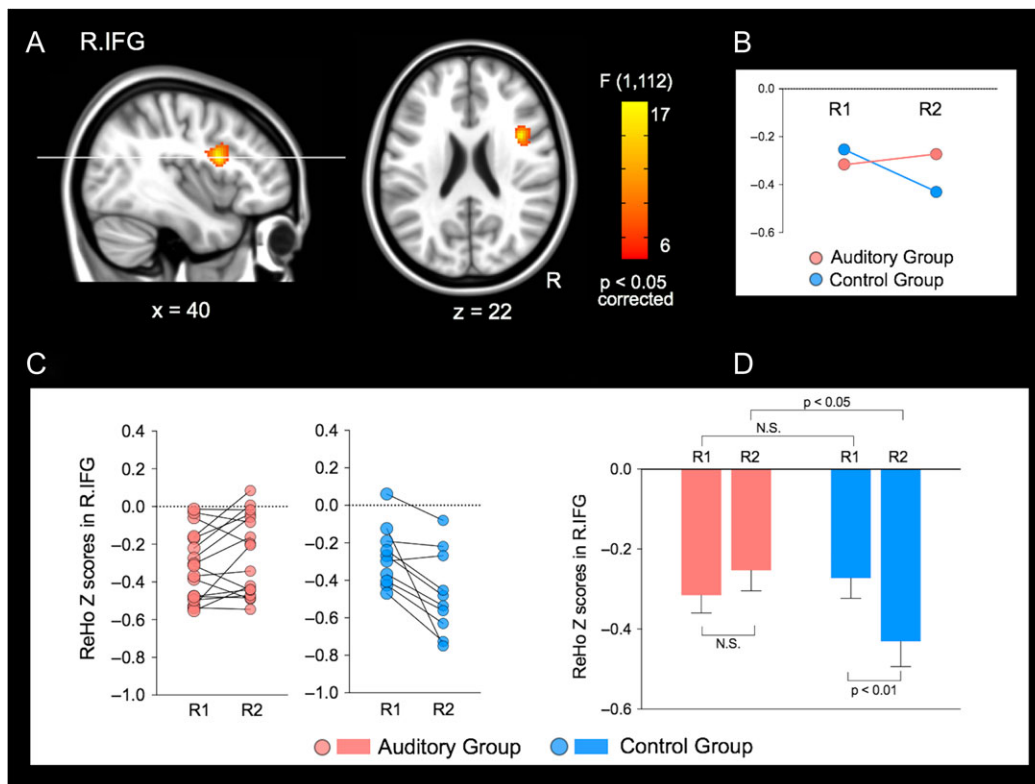 A
R.IFG
x = 40
z = 22
R
F (1,112)
17
6
p < 0.05
corrected
B
0.0
−0.2
−0.4
−0.6
R1 R2
Auditory Group
Control Group
C
ReHo Z scores in R.IFG
0.4
0.2
0.0
−0.2
−0.4
−0.6
−0.8
−1.0
R1 R2
0.4
0.2
0.0
−0.2
−0.4
−0.6
−0.8
−1.0
R1 R2
D
p < 0.05
N.S.
R1 R2 R1 R2
ReHo Z scores in R.IFG
0.0
−0.2
−0.4
−0.6
N.S.
p < 0.01
Auditory Group Control Group